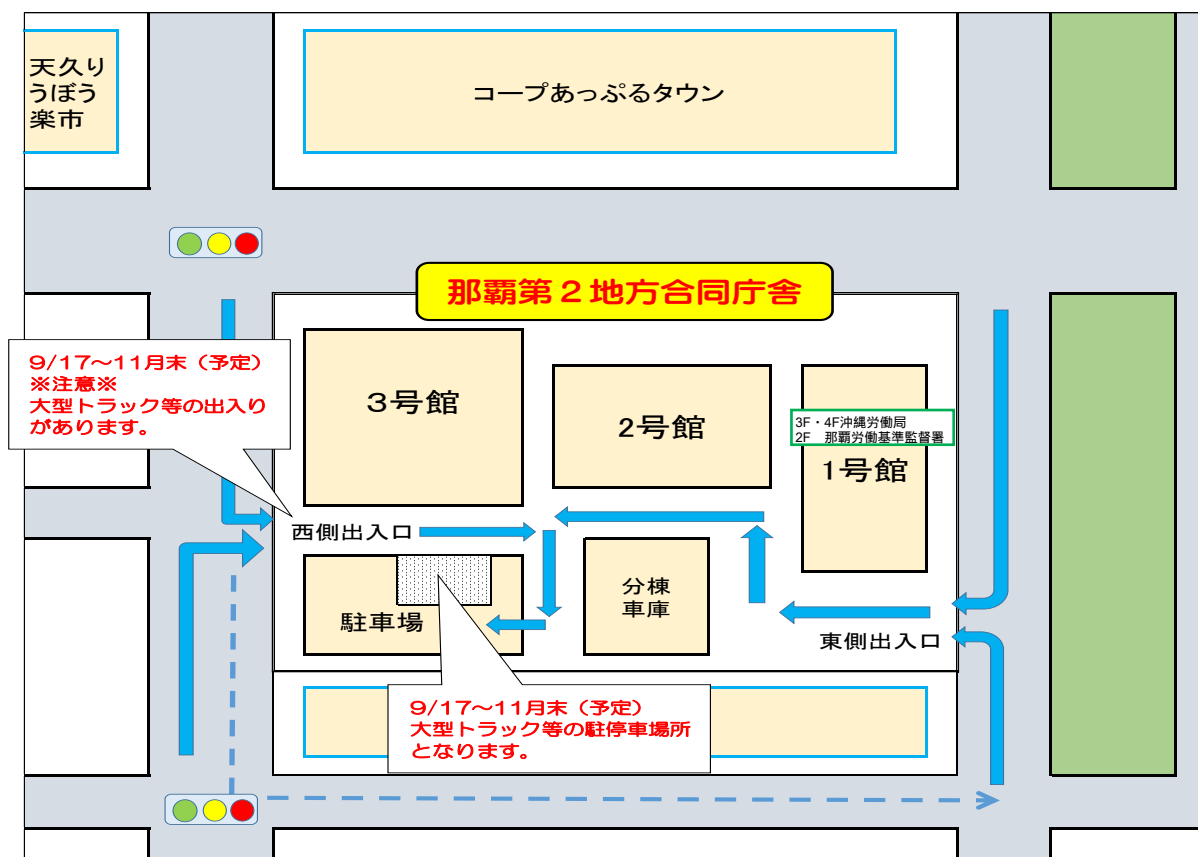 天久り
うぼう
楽市
コープあっぷるタウン
那覇第２地方合同庁舎
9/17～11月末（予定）
※注意※
大型トラック等の出入り
があります。
3号館
2号館
3F・4F沖縄労働局
2F　那覇労働基準監督署
1号館
西側出入口
分棟
車庫
駐車場
東側出入口
9/17～11月末（予定）
大型トラック等の駐停車場所
となります。